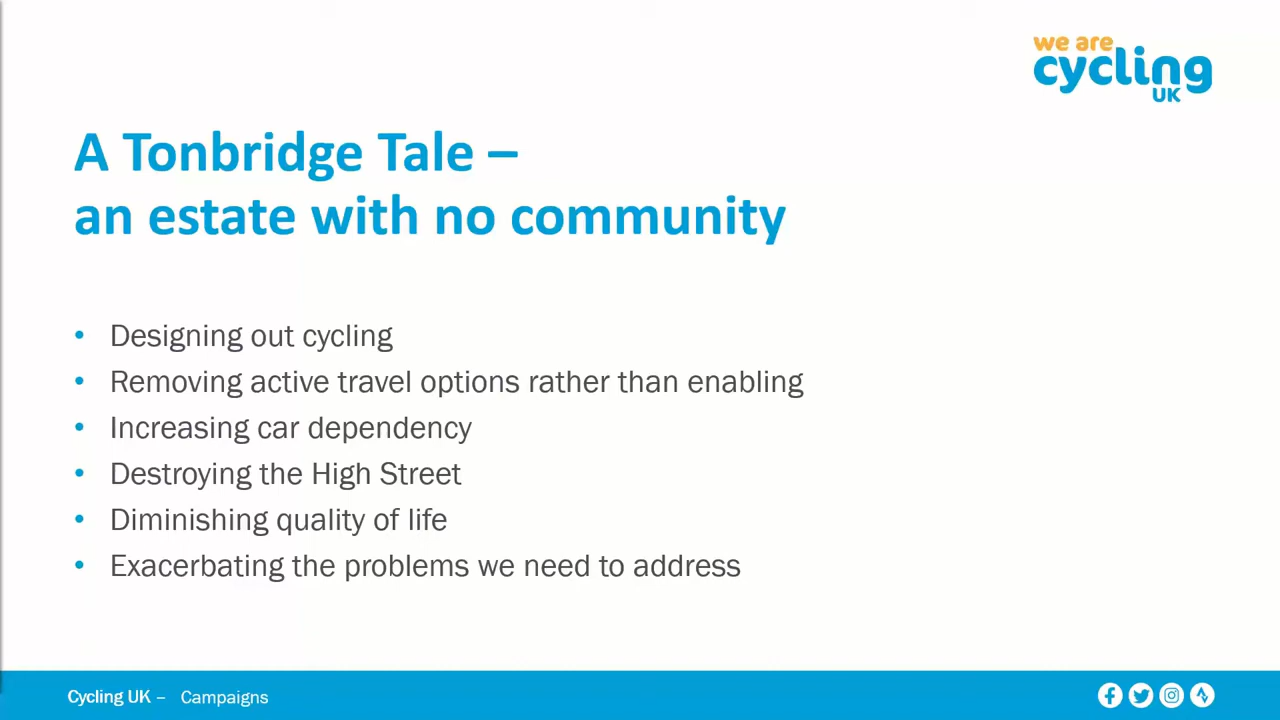 we are
cycling
UK
A Tonbridge Tale –
an estate with no community
• Designing out cycling
• Removing active travel options rather than enabling
• Increasing car dependency
• Destroying the High Street
• Diminishing quality of life
• Exacerbating the problems we need to address
Cycling UK – Campaigns